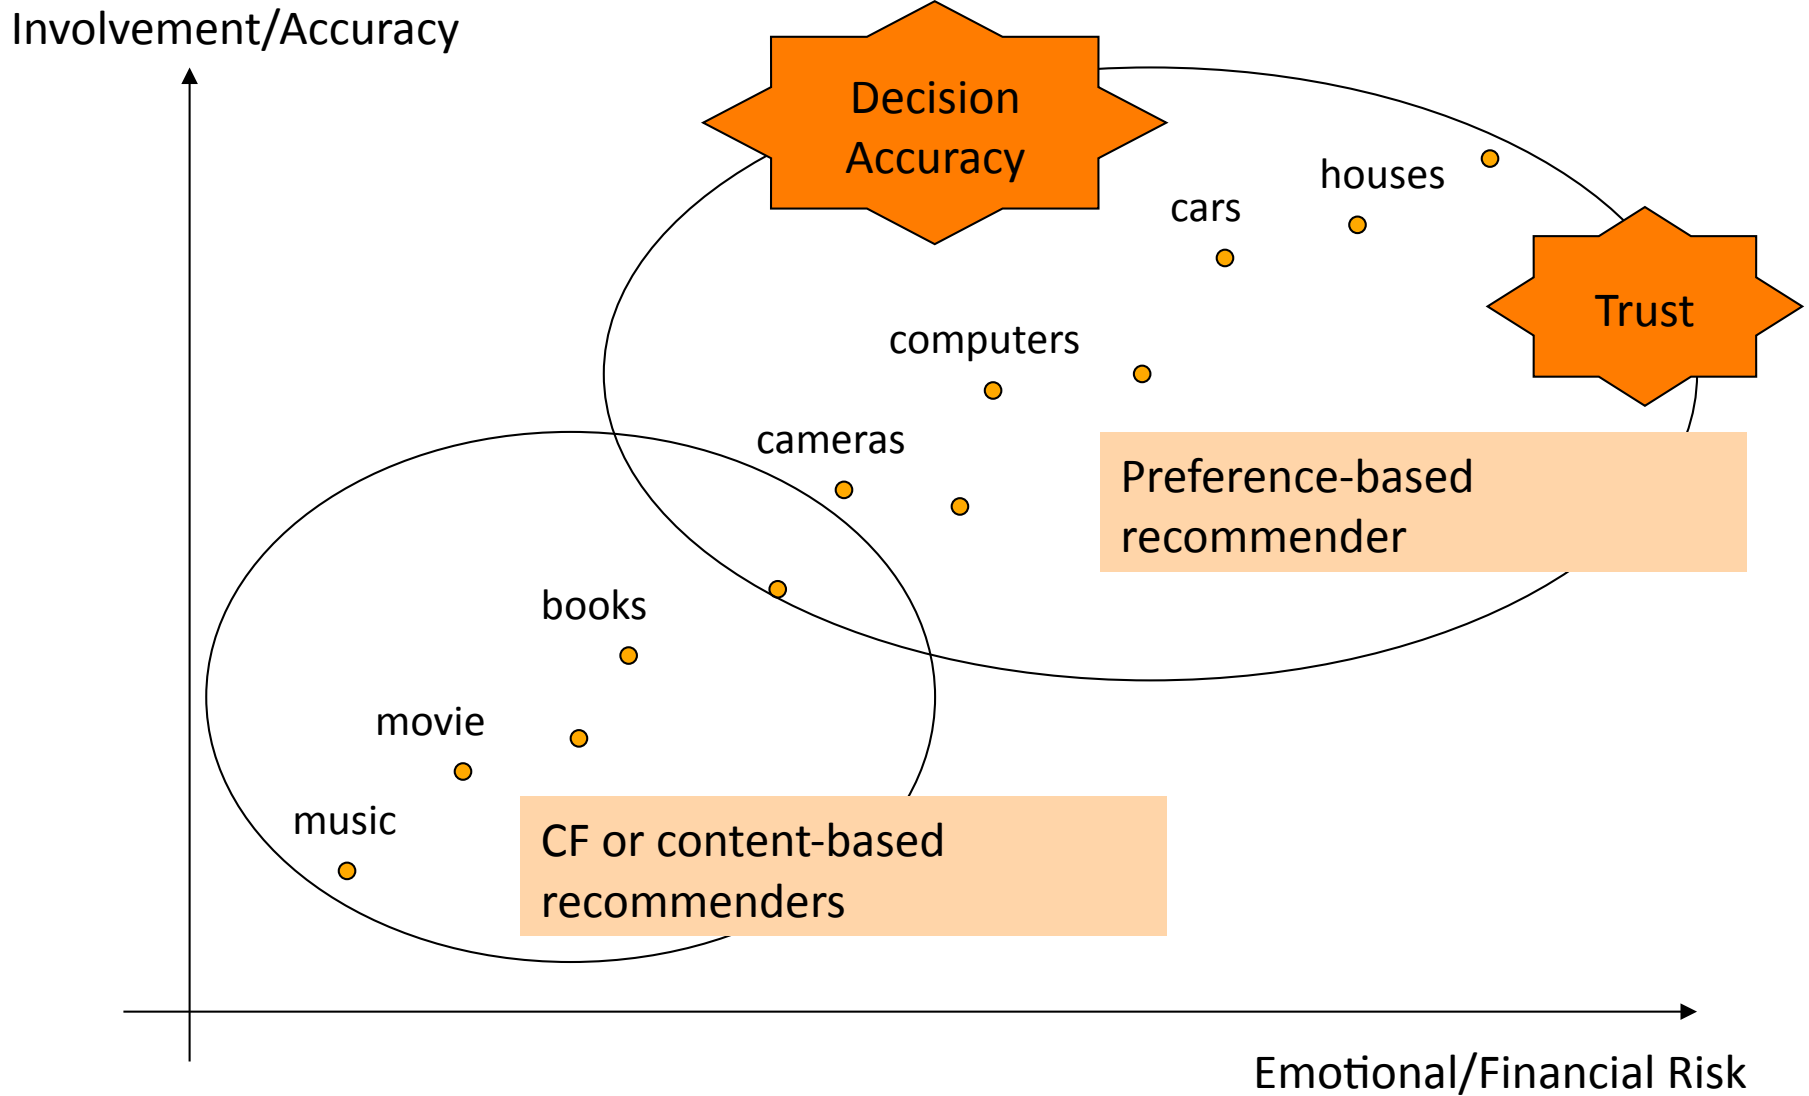 Involvement/Accuracy
Decision
Accuracy
houses
cars
Trust
computers
cameras
Preference-based
recommender
books
movie
music
CF or content-based
recommenders
Emotional/Financial Risk